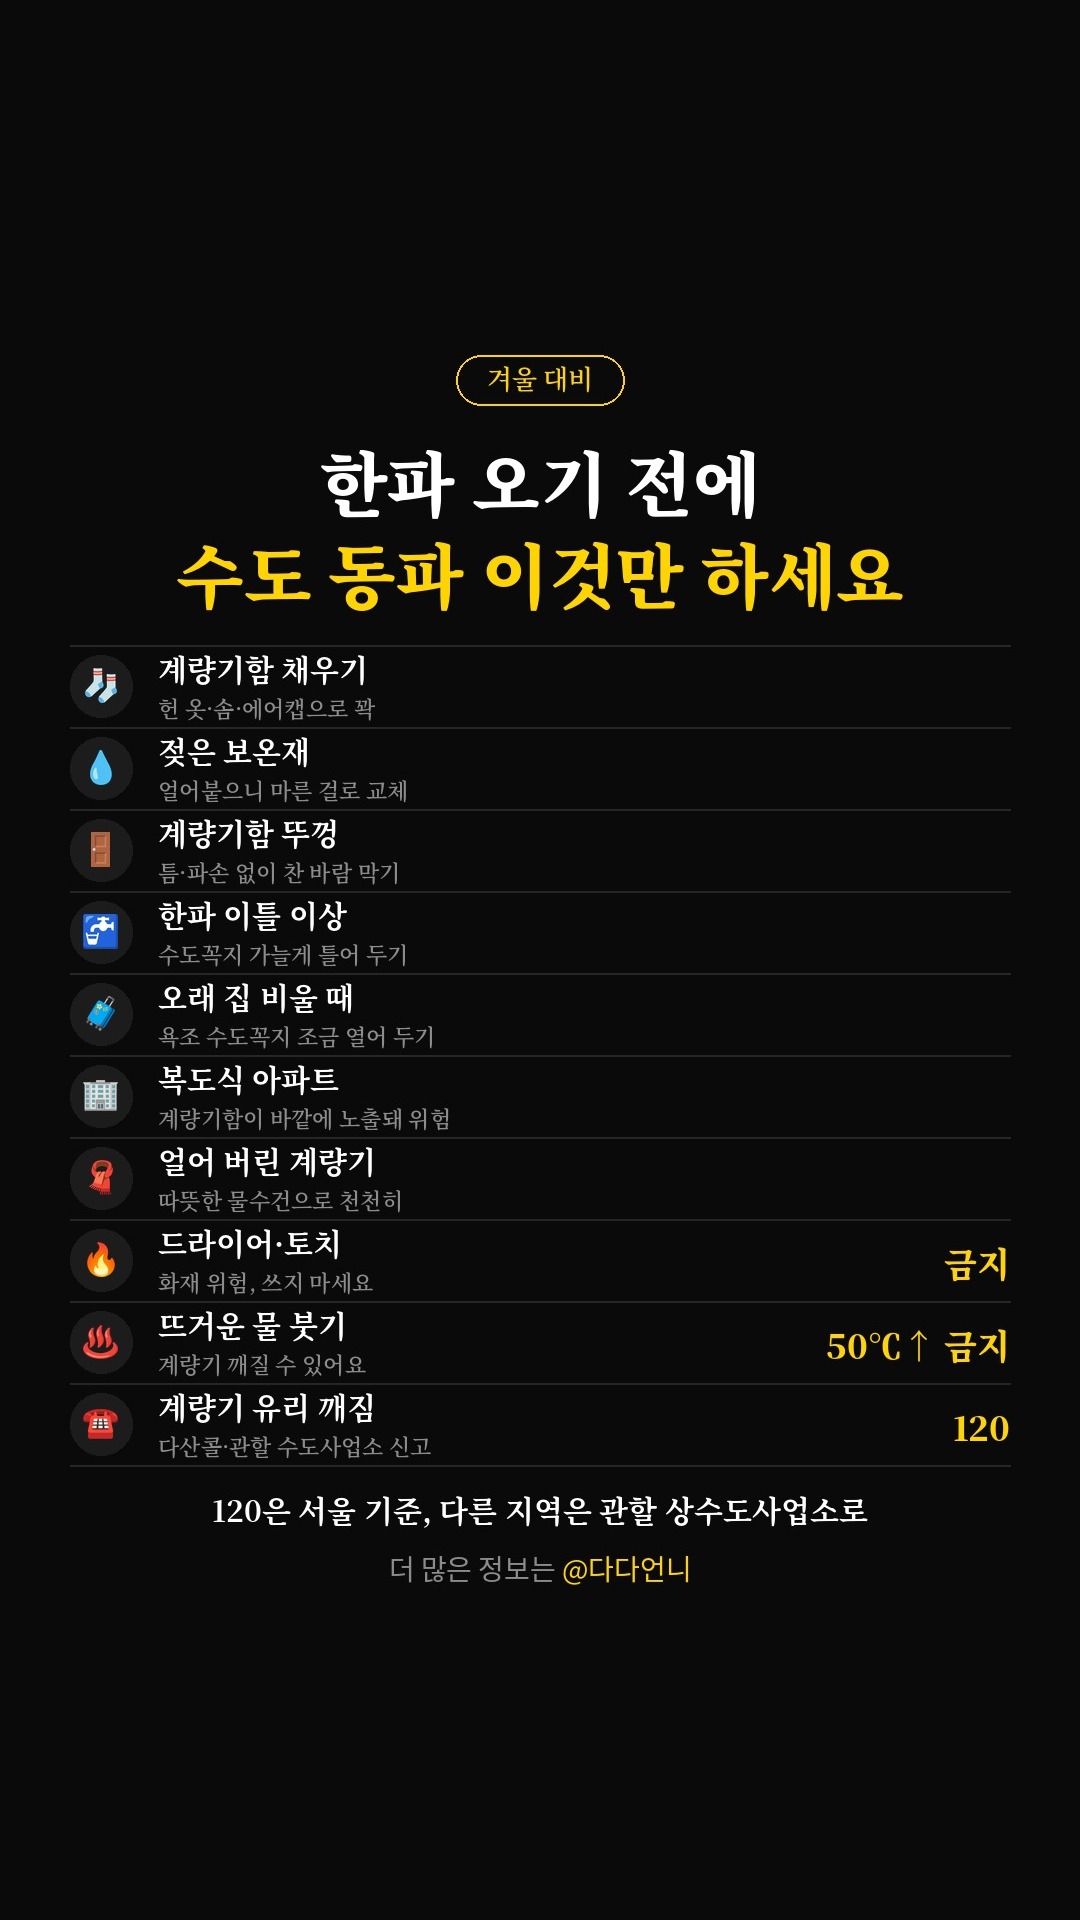 겨울 대비
한파 오기 전에
수도 동파 이것만 하세요
계량기함 채우기
헌 옷·솜·에어캡으로 꽉
젖은 보온재
얼어붙으니 마른 걸로 교체
계량기함 뚜껑
틈·파손 없이 찬 바람 막기
한파 이틀 이상
수도꼭지 가늘게 틀어 두기
오래 집 비울 때
욕조 수도꼭지 조금 열어 두기
복도식 아파트
계량기함이 바깥에 노출돼 위험
얼어 버린 계량기
따뜻한 물수건으로 천천히
드라이어·토치
화재 위험, 쓰지 마세요
금지
뜨거운 물 붓기
계량기 깨질 수 있어요
50℃↑ 금지
계량기 유리 깨짐
다산콜·관할 수도사업소 신고
120
120은 서울 기준, 다른 지역은 관할 상수도사업소로
더 많은 정보는 @다다언니